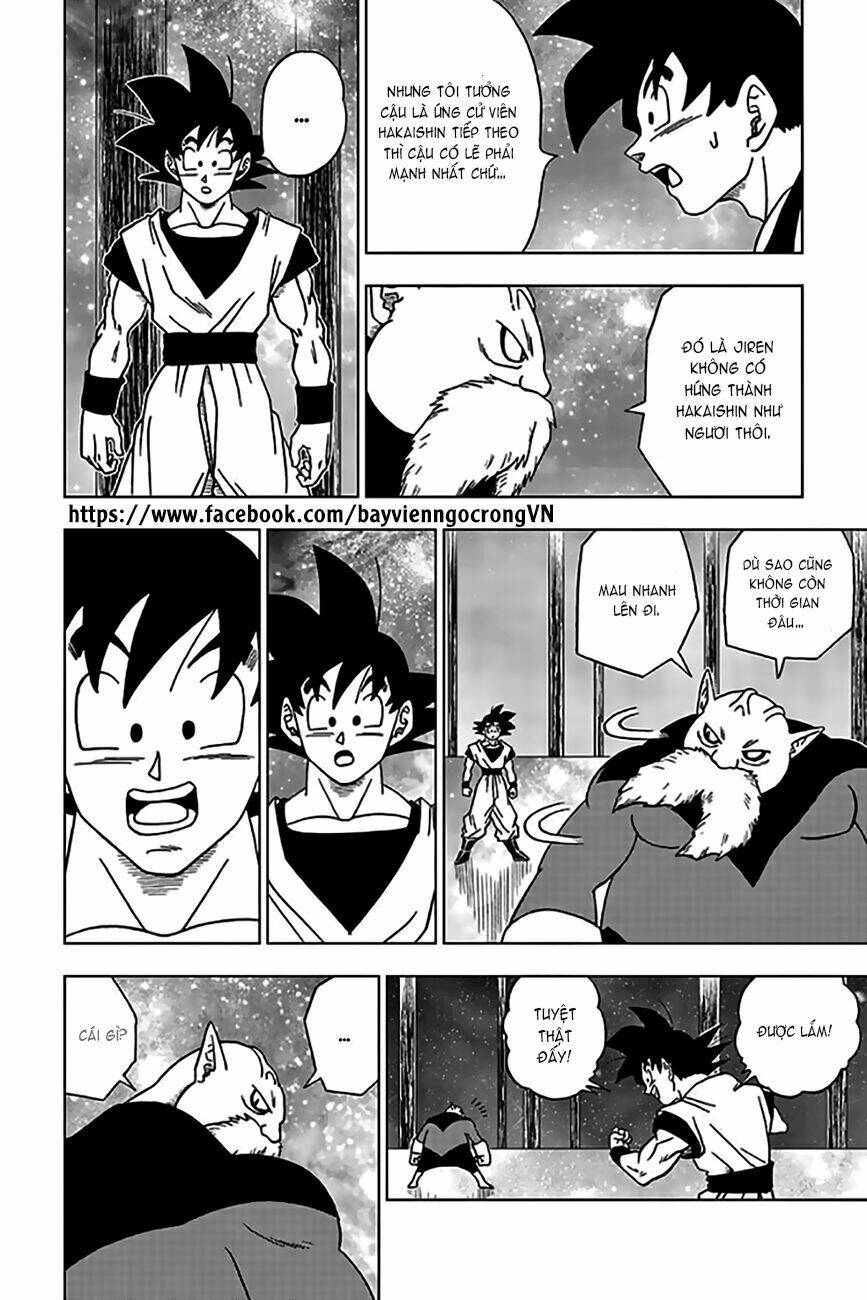 NHƯNG TÔI TƯỞNG
CẬU LÀ ỨNG CỬ VIÊN
HAKAISHIN TIẾP THEO
THÌ CẬU CÓ LẼ PHẢI
MẠNH NHẤT CHỨ...
...
ĐÓ LÀ JIREN
KHÔNG CÓ
HỨNG THÀNH
HAKAISHIN NHƯ
NGƯƠI THÔI.
https://www.facebook.com/bayvienngocrongVN
DÙ SAO CŨNG
KHÔNG CÒN
THỜI GIAN
ĐÂU...
MAU NHANH
LÊN ĐI.
ĐƯỢC LẮM!
TUYỆT
THẬT
ĐẤY!
...
CÁI GÌ?